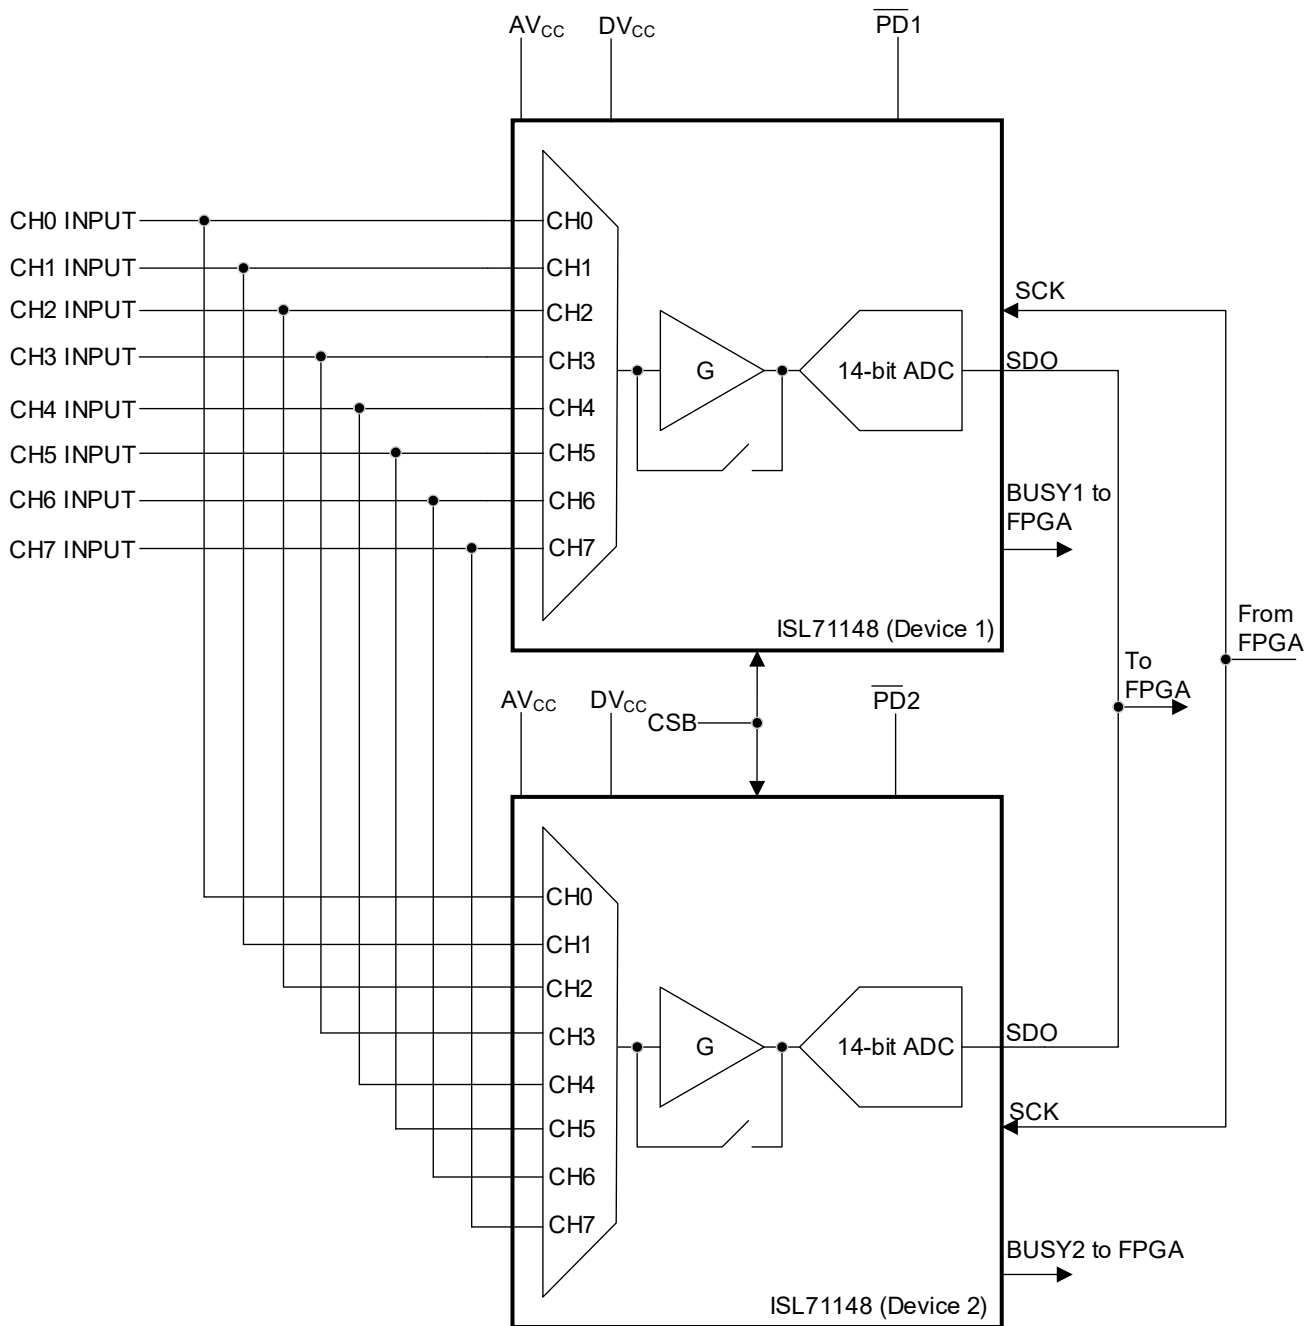 AVCC DVCC P̅D̅1
CH0 INPUT
CH1 INPUT
CH2 INPUT
CH3 INPUT
CH4 INPUT
CH5 INPUT
CH6 INPUT
CH7 INPUT
CH0
CH1
CH2
CH3
CH4
CH5
CH6
CH7
G
14-bit ADC
SCK
SDO
BUSY1 to
FPGA
ISL71148 (Device 1)
From
FPGA
To
FPGA
AVCC DVCC P̅D̅2
CSB
CH0
CH1
CH2
CH3
CH4
CH5
CH6
CH7
G
14-bit ADC
SDO
SCK
BUSY2 to FPGA
ISL71148 (Device 2)